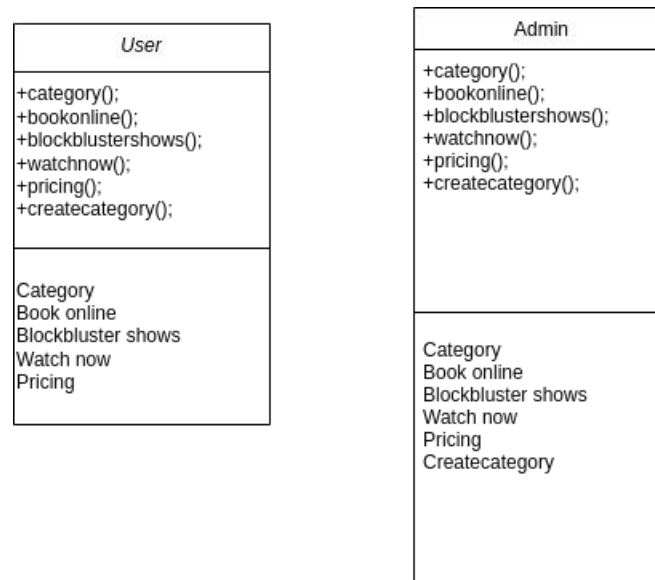 User
+category();
+bookonline();
+blockblustershows();
+watchnow();
+pricing();
+createcategory();
Category
Book online
Blockbluster shows
Watch now
Pricing
Admin
+category();
+bookonline();
+blockblustershows();
+watchnow();
+pricing();
+createcategory();
Category
Book online
Blockbluster shows
Watch now
Pricing
Createcategory